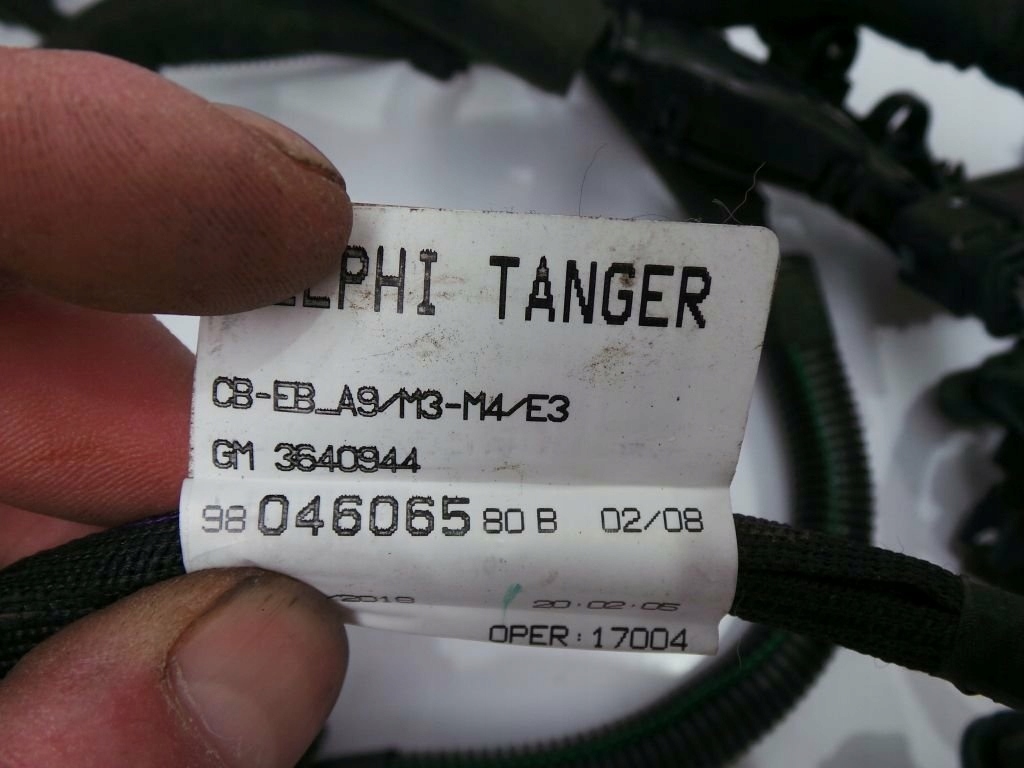 ELPHI TANGER
CB-EB_A9/M3-M4/E3
GM 3640944
98 046065 80 B 02/08
/2019 20:02:06
OPER: 17004